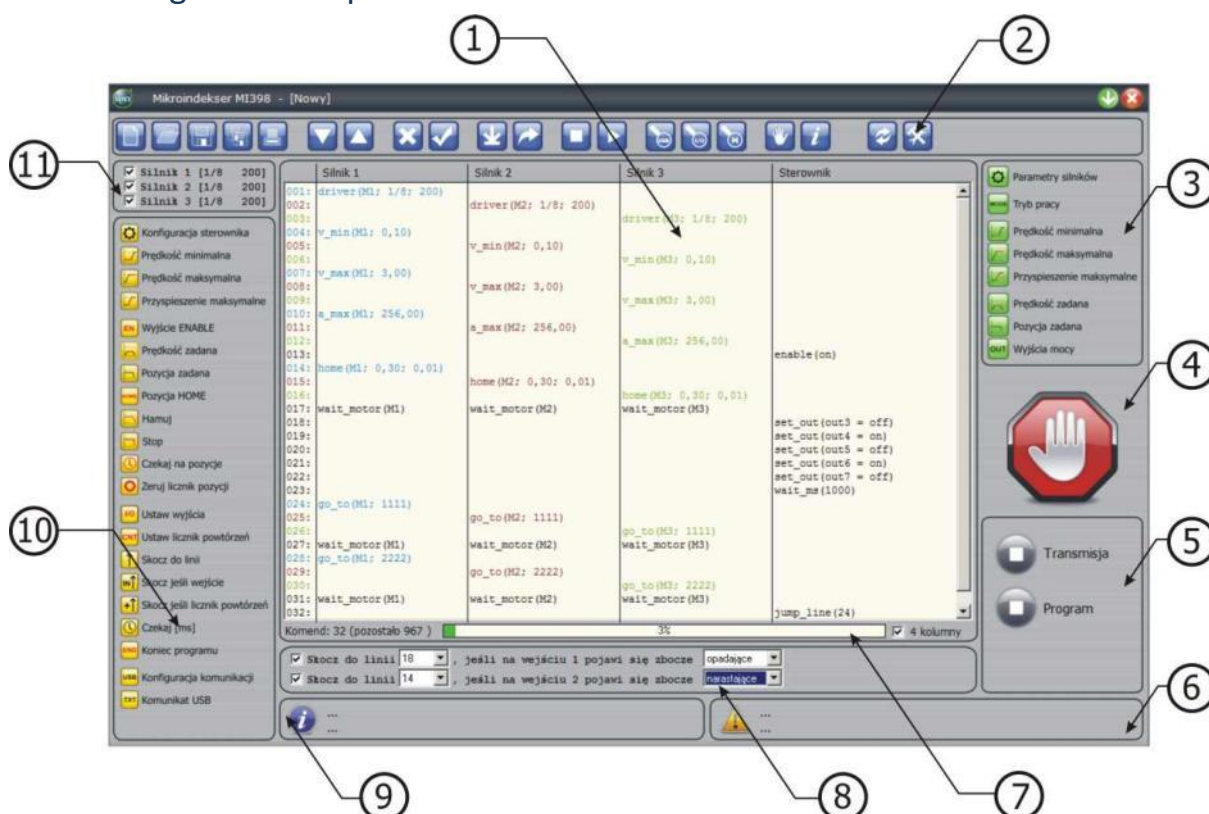 1
2
Mikroindekser MI398 - [Nowy]
11
Silnik 1 [1/8 200]
Silnik 2 [1/8 200]
Silnik 3 [1/8 200]
Konfiguracja sterownika
Prędkość minimalna
Prędkość maksymalna
Przyspieszenie maksymalne
EN Wyjście ENABLE
Prędkość zadana
Pozycja zadana
Pozycja HOME
Hamuj
Stop
Czekaj na pozycje
Zeruj licznik pozycji
I/O Ustaw wyjścia
CNT Ustaw licznik powtórzeń
Skocz do linii
IN Skocz jeśli wejście
Skocz jeśli licznik powtórzeń
Czekaj [ms]
END Koniec programu
USB Konfiguracja komunikacji
TXT Komunikat USB
10
Silnik 1 Silnik 2 Silnik 3 Sterownik
001: driver(M1; 1/8; 200)
002: driver(M2; 1/8; 200)
003: driver(M3; 1/8; 200)
004: v_min(M1; 0,10)
005: v_min(M2; 0,10)
006: v_min(M3; 0,10)
007: v_max(M1; 3,00)
008: v_max(M2; 3,00)
009: v_max(M3; 3,00)
010: a_max(M1; 256,00)
011: a_max(M2; 256,00)
012: a_max(M3; 256,00)
013: enable(on)
014: home(M1; 0,30; 0,01)
015: home(M2; 0,30; 0,01)
016: home(M3; 0,30; 0,01)
017: wait_motor(M1) wait_motor(M2) wait_motor(M3)
018: set_out(out3 = off)
019: set_out(out4 = on)
020: set_out(out5 = off)
021: set_out(out6 = on)
022: set_out(out7 = off)
023: wait_ms(1000)
024: go_to(M1; 1111)
025: go_to(M2; 1111)
026: go_to(M3; 1111)
027: wait_motor(M1) wait_motor(M2) wait_motor(M3)
028: go_to(M1; 2222)
029: go_to(M2; 2222)
030: go_to(M3; 2222)
031: wait_motor(M1) wait_motor(M2) wait_motor(M3)
032: jump_line(24)
Komend: 32 (pozostało 967 ) 3% 4 kolumny
Skocz do linii 18 , jeśli na wejściu 1 pojawi się zbocze opadające
Skocz do linii 14 , jeśli na wejściu 2 pojawi się zbocze narastające
...
...
...
...
Parametry silników
MODE Tryb pracy
Prędkość minimalna
Prędkość maksymalna
Przyspieszenie maksymalne
Prędkość zadana
Pozycja zadana
OUT Wyjścia mocy
3
4
Transmisja
Program
5
6
9
8
7